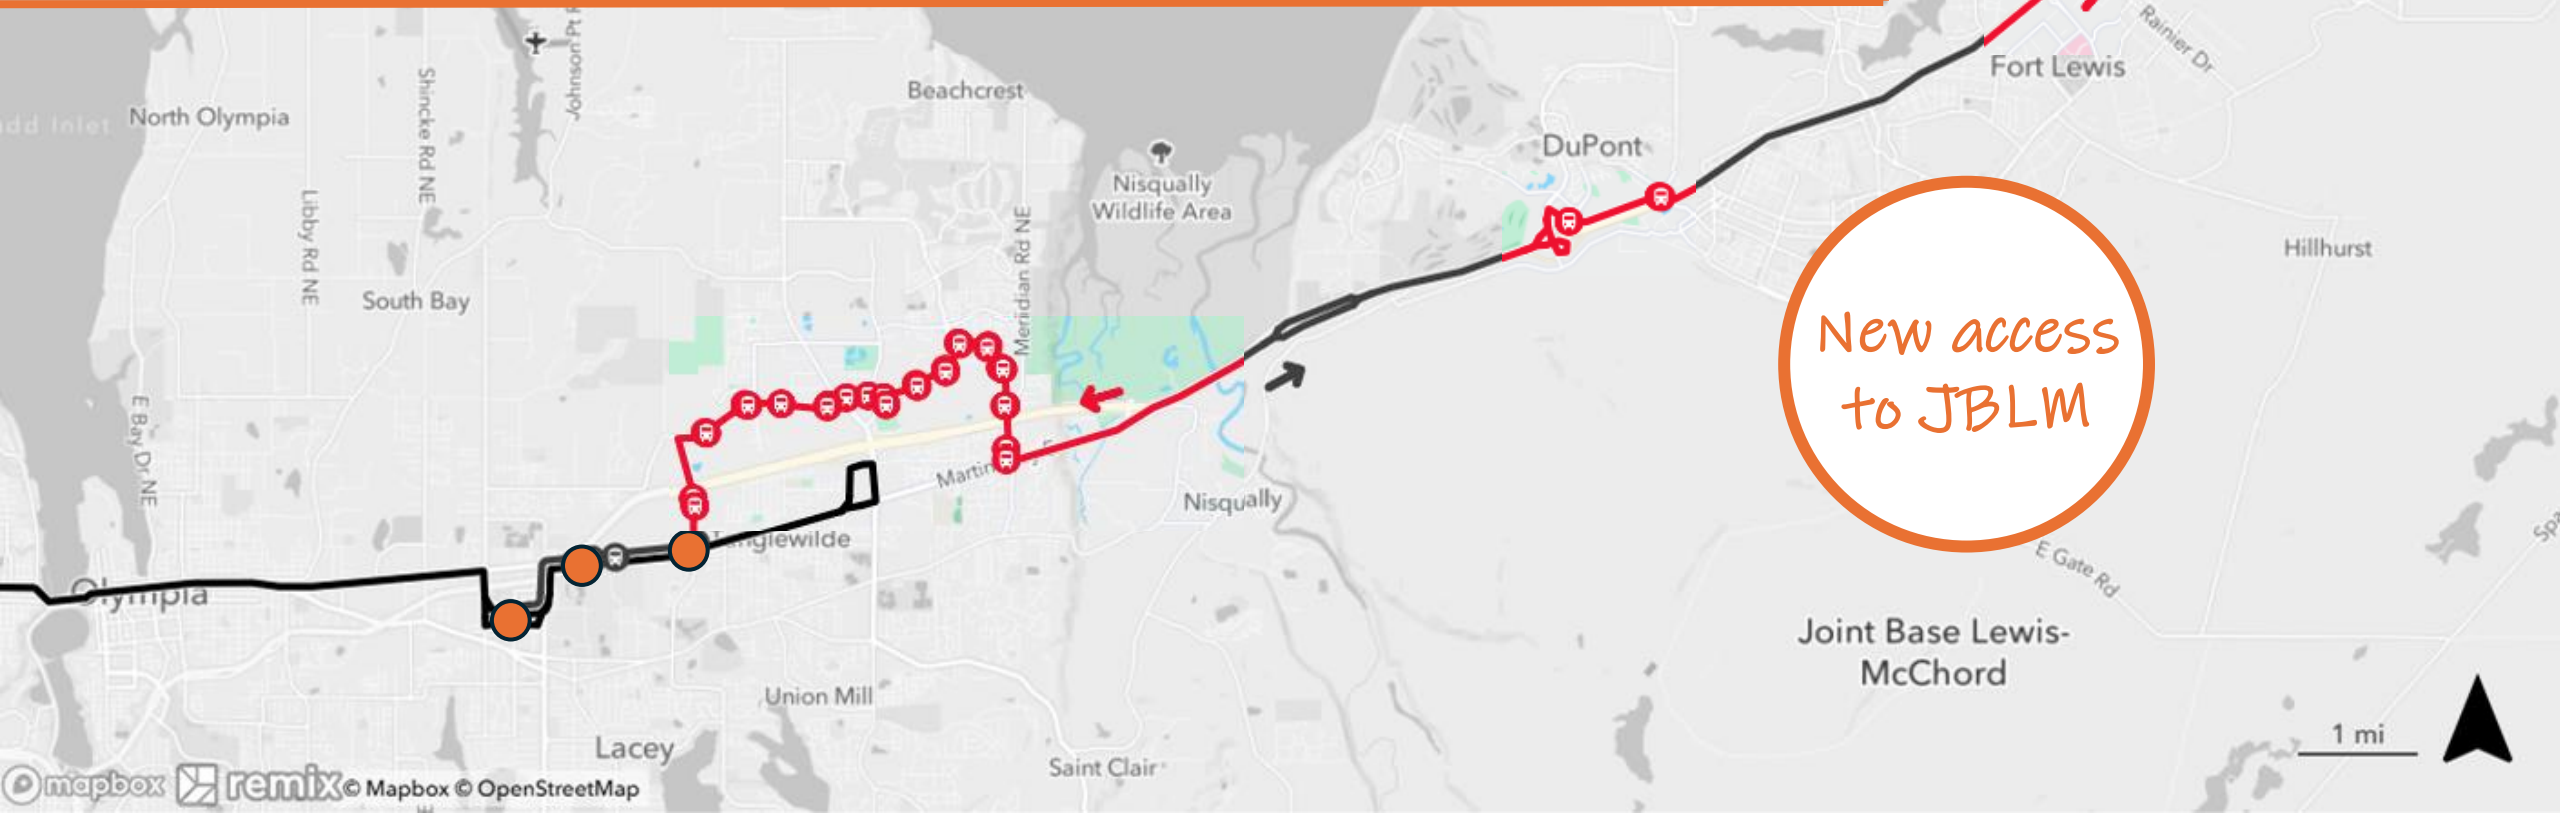 Johnson Pt R
Rainier Dr
Fort Lewis
Shincke Rd NE
Beachcrest
North Olympia
DuPont
Nisqually
Wildlife Area
Libby Rd NE
Meridian Rd NE
Hillhurst
South Bay
New access
to JBLM
E Bay Dr NE
Martin
Nisqually
Tanglewilde
E Gate Rd
Olympia
Joint Base Lewis-
McChord
Union Mill
1 mi
Lacey
Saint Clair
mapbox remix © Mapbox © OpenStreetMap